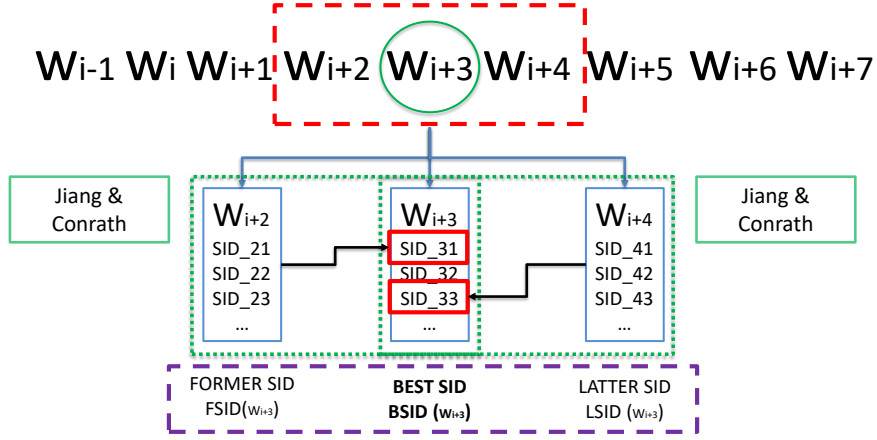 Wi-1 Wi Wi+1 Wi+2 Wi+3 Wi+4 Wi+5 Wi+6 Wi+7
Jiang &
Conrath
Wi+2
SID_21
SID_22
SID_23
...
Wi+3
SID_31
SID_32
SID_33
...
Wi+4
SID_41
SID_42
SID_43
...
Jiang &
Conrath
FORMER SID
FSID(Wi+3)
BEST SID
BSID (Wi+3)
LATTER SID
LSID (Wi+3)